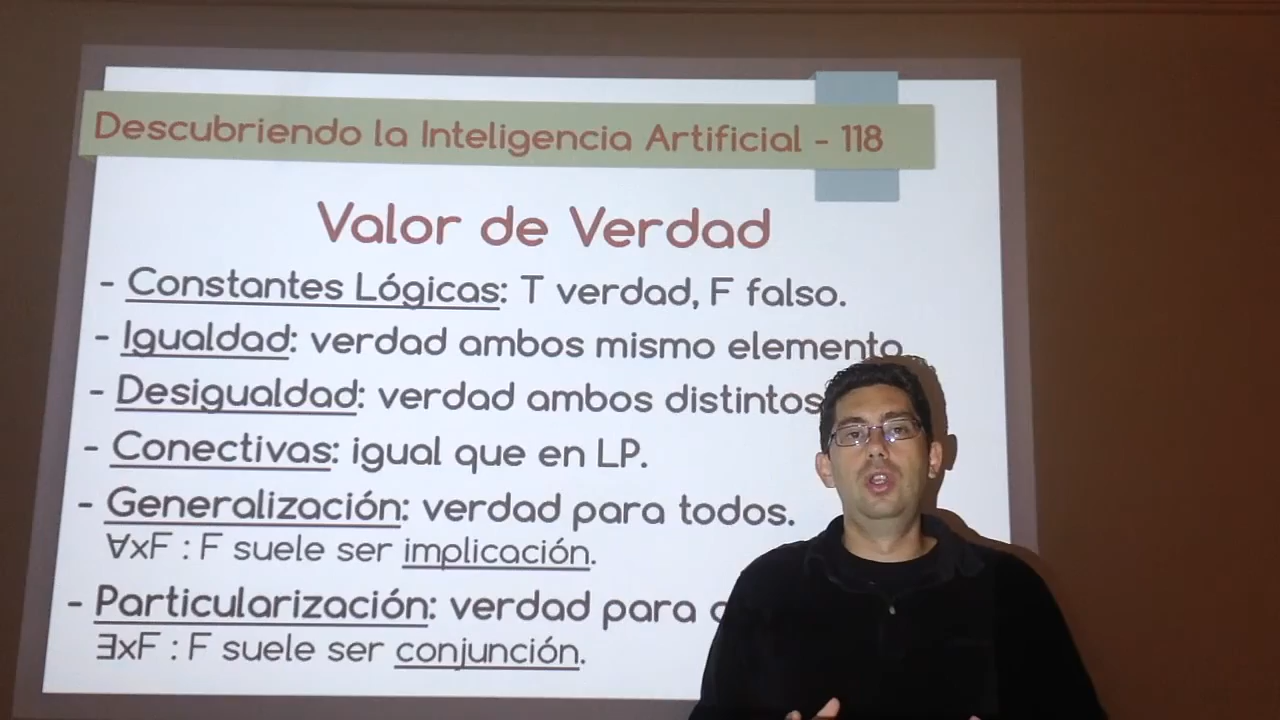 Descubriendo la Inteligencia Artificial - 118
Valor de Verdad
- Constantes Lógicas: T verdad, F falso.
- Igualdad: verdad ambos mismo elemento.
- Desigualdad: verdad ambos distintos
- Conectivas: igual que en LP.
- Generalización: verdad para todos.
∀xF : F suele ser implicación.
- Particularización: verdad para
∃xF : F suele ser conjunción.